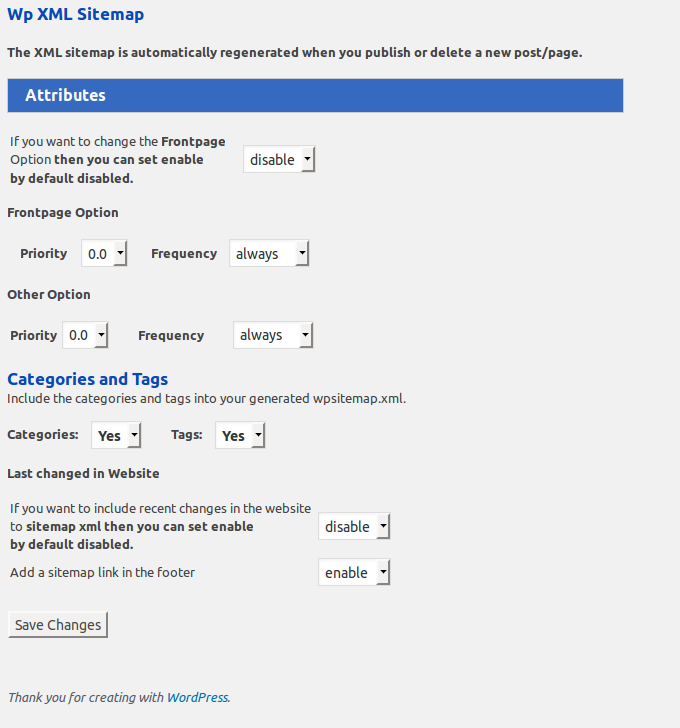 Wp XML Sitemap
The XML sitemap is automatically regenerated when you publish or delete a new post/page.
Attributes
If you want to change the Frontpage
Option then you can set enable
by default disabled.
disable
Frontpage Option
Priority 0.0 Frequency always
Other Option
Priority 0.0 Frequency always
Categories and Tags
Include the categories and tags into your generated wpsitemap.xml.
Categories: Yes Tags: Yes
Last changed in Website
If you want to include recent changes in the website
to sitemap xml then you can set enable
by default disabled.
disable
Add a sitemap link in the footer enable
Save Changes
Thank you for creating with WordPress.